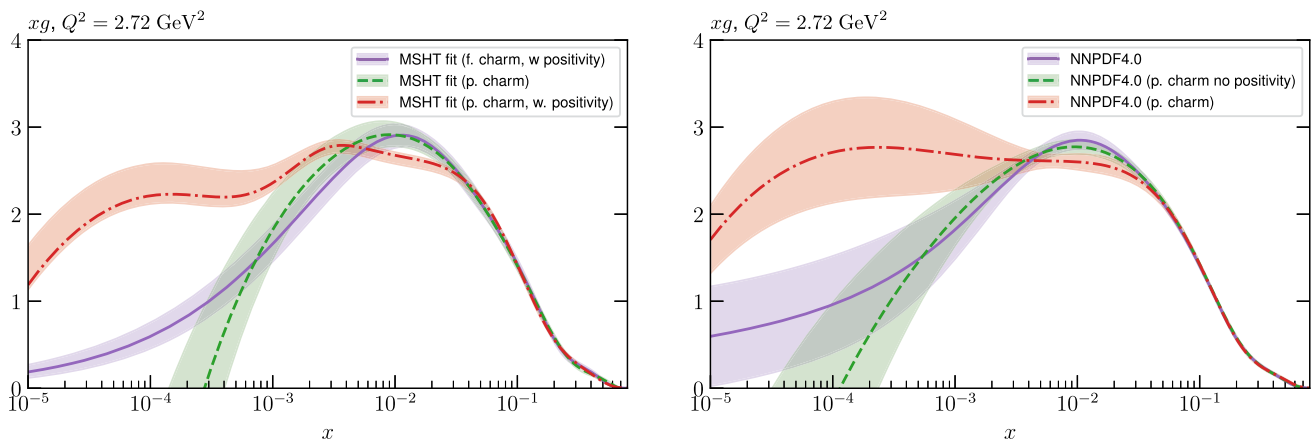 xg, Q² = 2.72 GeV²
4
3
2
1
0
MSHT fit (f. charm, w positivity)
MSHT fit (p. charm)
MSHT fit (p. charm, w. positivity)
10⁻⁵
10⁻⁴
10⁻³
10⁻²
10⁻¹
x
xg, Q² = 2.72 GeV²
4
3
2
1
0
NNPDF4.0
NNPDF4.0 (p. charm no positivity)
NNPDF4.0 (p. charm)
10⁻⁵
10⁻⁴
10⁻³
10⁻²
10⁻¹
x